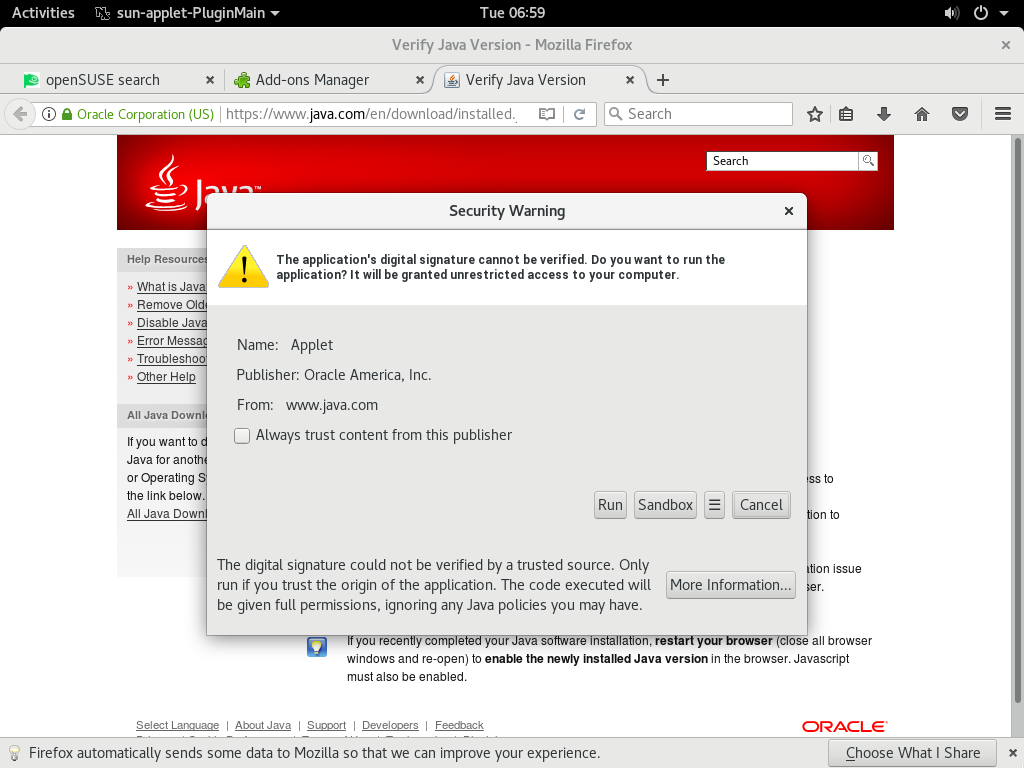 Activities sun-applet-PluginMain Tue 06:59
Verify Java Version - Mozilla Firefox
openSUSE search Add-ons Manager Verify Java Version
Oracle Corporation (US) https://www.java.com/en/download/installed. Search
Java™
Search
Security Warning
The application's digital signature cannot be verified. Do you want to run the
application? It will be granted unrestricted access to your computer.
Name: Applet
Publisher: Oracle America, Inc.
From: www.java.com
Always trust content from this publisher
Run Sandbox Cancel
The digital signature could not be verified by a trusted source. Only
run if you trust the origin of the application. The code executed will
be given full permissions, ignoring any Java policies you may have.
More Information...
Help Resources
» What is Java
» Remove Olde
» Disable Java
» Error Messag
» Troubleshoo
» Other Help
All Java Downl
If you want to d
Java for anothe
or Operating Sy
the link below.
All Java Downl
ss to
tion to
ation issue
ser.
If you recently completed your Java software installation, restart your browser (close all browser
windows and re-open) to enable the newly installed Java version in the browser. Javascript
must also be enabled.
Select Language | About Java | Support | Developers | Feedback
ORACLE
Firefox automatically sends some data to Mozilla so that we can improve your experience. Choose What I Share